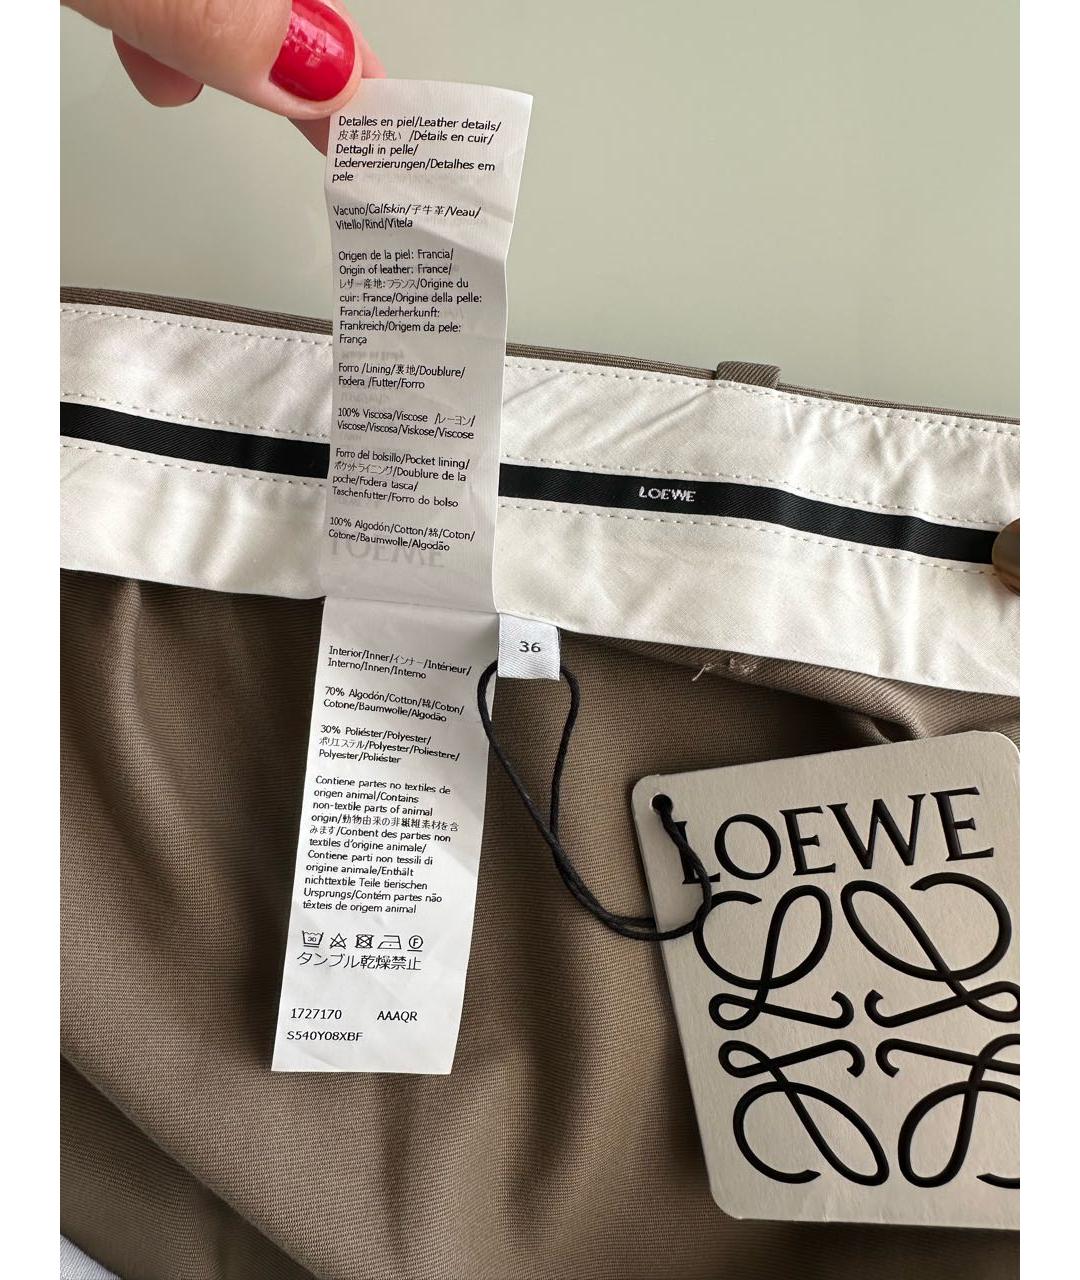 Detalles en piel/Leather details/
皮革部分使い /Détails en cuir/
Dettagli in pelle/
Lederverzierungen/Detalhes em
pele
Vacuno/Calfskin/子牛革/Veau/
Vitello/Rind/Vitela
Origen de la piel: Francia/
Origin of leather: France/
レザー産地: フランス/Origine du
cuir: France/Origine della pelle:
Francia/Lederherkunft:
Frankreich/Origem da pele:
França
Forro /Lining/裏地/Doublure/
Fodera /Futter/Forro
100% Viscosa/Viscose /レーヨン/
Viscose/Viscosa/Viskose/Viscose
Forro del bolsillo/Pocket lining/
ポケットライニング/Doublure de la
poche/Fodera tasca/
Taschenfutter/Forro do bolso
100% Algodón/Cotton/綿/Coton/
Cotone/Baumwolle/Algodão
LOEWE
Interior/Inner/インナー/Intérieur/
Interno/Innen/Interno
70% Algodón/Cotton/綿/Coton/
Cotone/Baumwolle/Algodão
30% Poliéster/Polyester/
ポリエステル/Polyester/Poliestere/
Polyester/Poliéster
Contiene partes no textiles de
origen animal/Contains
non-textile parts of animal
origin/動物由来の非繊維素材を含
みます/Contient des parties non
textiles d'origine animale/
Contiene parti non tessili di
origine animale/Enthält
nichttextile Teile tierischen
Ursprungs/Contém partes não
têxteis de origem animal
30 F
タンブル乾燥禁止
1727170 AAAQR
S540Y08XBF
LOEWE
36
LOEWE